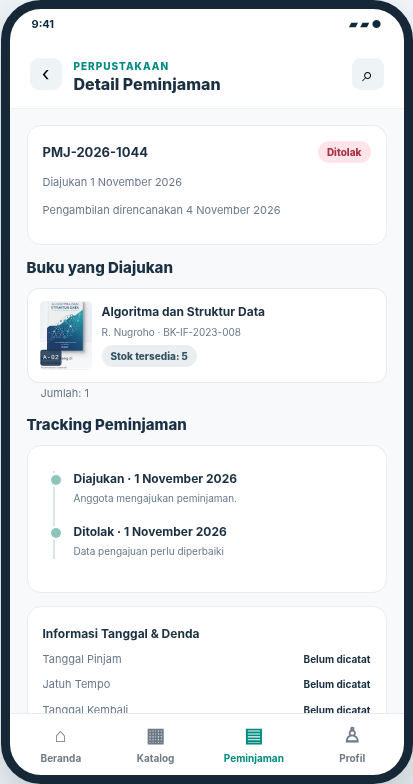 9:41
PERPUSTAKAAN
Detail Peminjaman
PMJ-2026-1044
Ditolak
Diajukan 1 November 2026
Pengambilan direncanakan 4 November 2026
Buku yang Diajukan
STRUKTUR DATA
A-02
Algoritma dan Struktur Data
R. Nugroho · BK-IF-2023-008
Stok tersedia: 5
Jumlah: 1
Tracking Peminjaman
Diajukan · 1 November 2026
Anggota mengajukan peminjaman.
Ditolak · 1 November 2026
Data pengajuan perlu diperbaiki
Informasi Tanggal & Denda
Tanggal Pinjam Belum dicatat
Jatuh Tempo Belum dicatat
Tanggal Kembali Belum dicatat
Beranda Katalog Peminjaman Profil